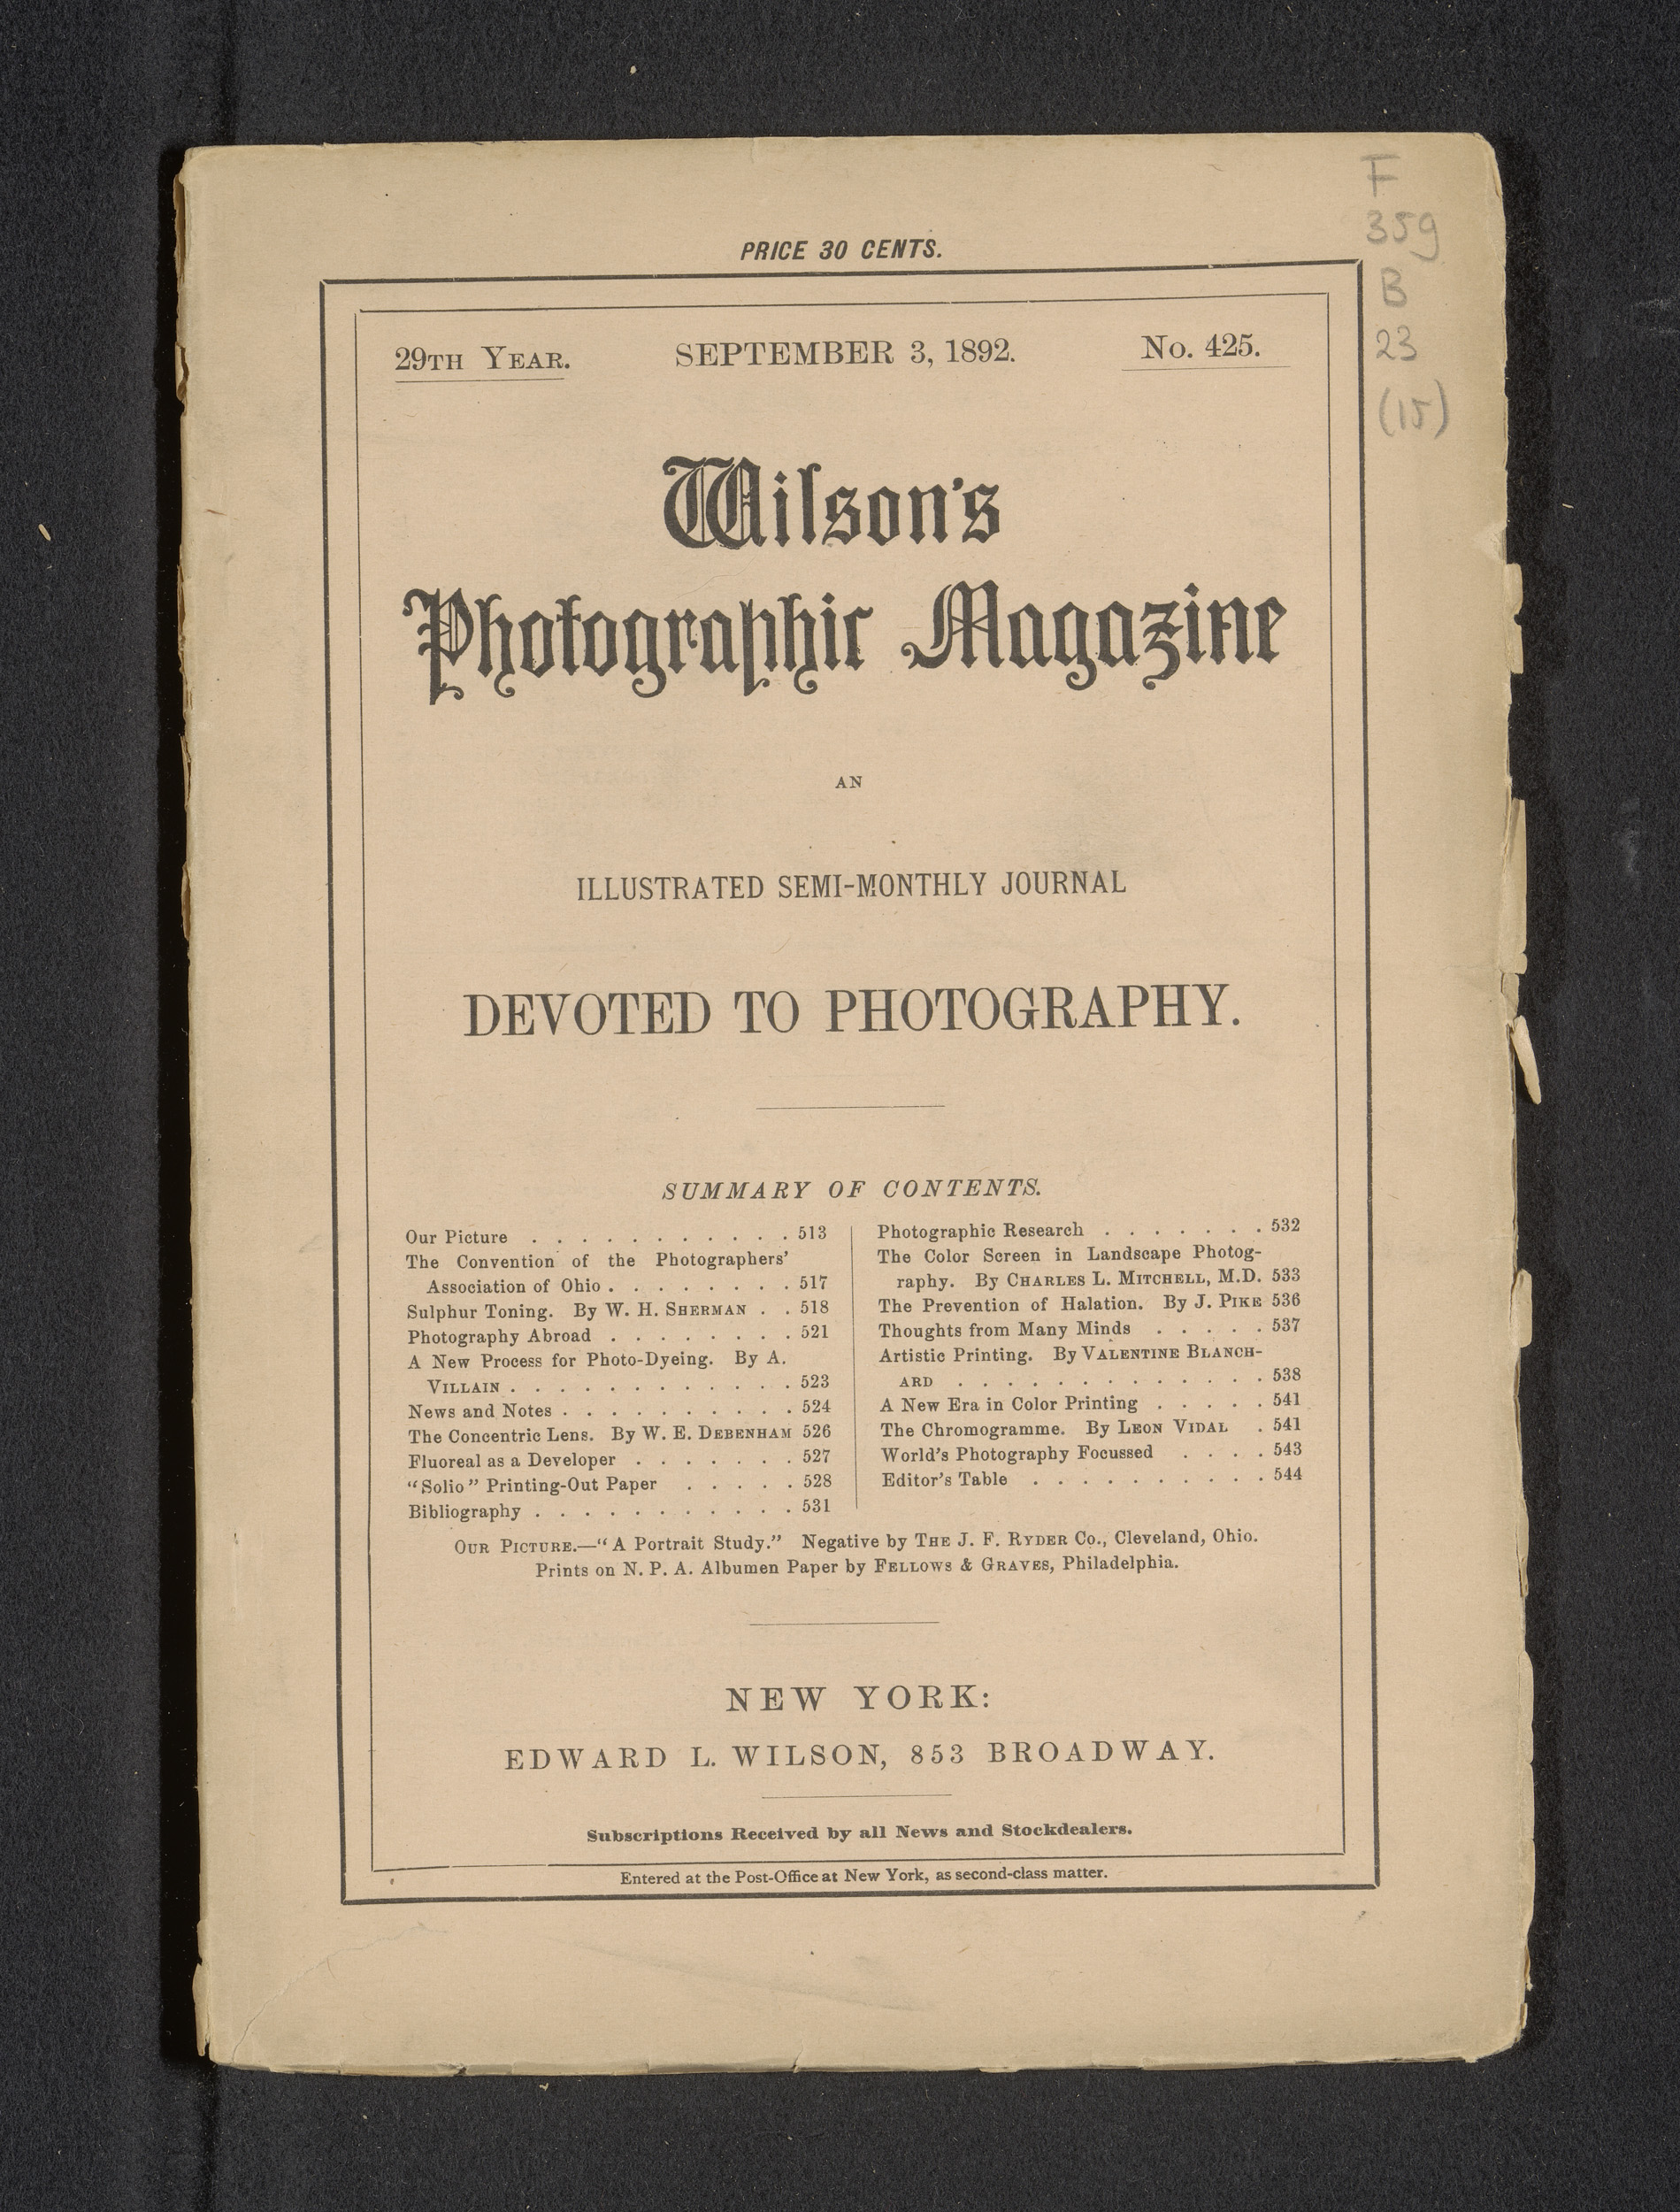 F
359
B
23
(15)
PRICE 30 CENTS.
29TH YEAR. SEPTEMBER 3, 1892. No. 425.
Wilson's
Photographic Magazine
AN
ILLUSTRATED SEMI-MONTHLY JOURNAL
DEVOTED TO PHOTOGRAPHY.
SUMMARY OF CONTENTS.
Our Picture . . . . . . . . . . . 513
The Convention of the Photographers'
Association of Ohio . . . . . . . . 517
Sulphur Toning. By W. H. SHERMAN . . 518
Photography Abroad . . . . . . . . 521
A New Process for Photo-Dyeing. By A.
VILLAIN . . . . . . . . . . . . 523
News and Notes . . . . . . . . . . 524
The Concentric Lens. By W. E. DEBENHAM 526
Fluoreal as a Developer . . . . . . . 527
"Solio" Printing-Out Paper . . . . . 528
Bibliography . . . . . . . . . . . 531
Photographic Research . . . . . . . 532
The Color Screen in Landscape Photog-
raphy. By CHARLES L. MITCHELL, M.D. 533
The Prevention of Halation. By J. PIKE 536
Thoughts from Many Minds . . . . . 537
Artistic Printing. By VALENTINE BLANCH-
ARD . . . . . . . . . . . . . 538
A New Era in Color Printing . . . . . 541
The Chromogramme. By LEON VIDAL . 541
World's Photography Focussed . . . . 543
Editor's Table . . . . . . . . . . 544
OUR PICTURE.—"A Portrait Study." Negative by THE J. F. RYDER Co., Cleveland, Ohio.
Prints on N. P. A. Albumen Paper by FELLOWS & GRAVES, Philadelphia.
NEW YORK:
EDWARD L. WILSON, 853 BROADWAY.
Subscriptions Received by all News and Stockdealers.
Entered at the Post-Office at New York, as second-class matter.